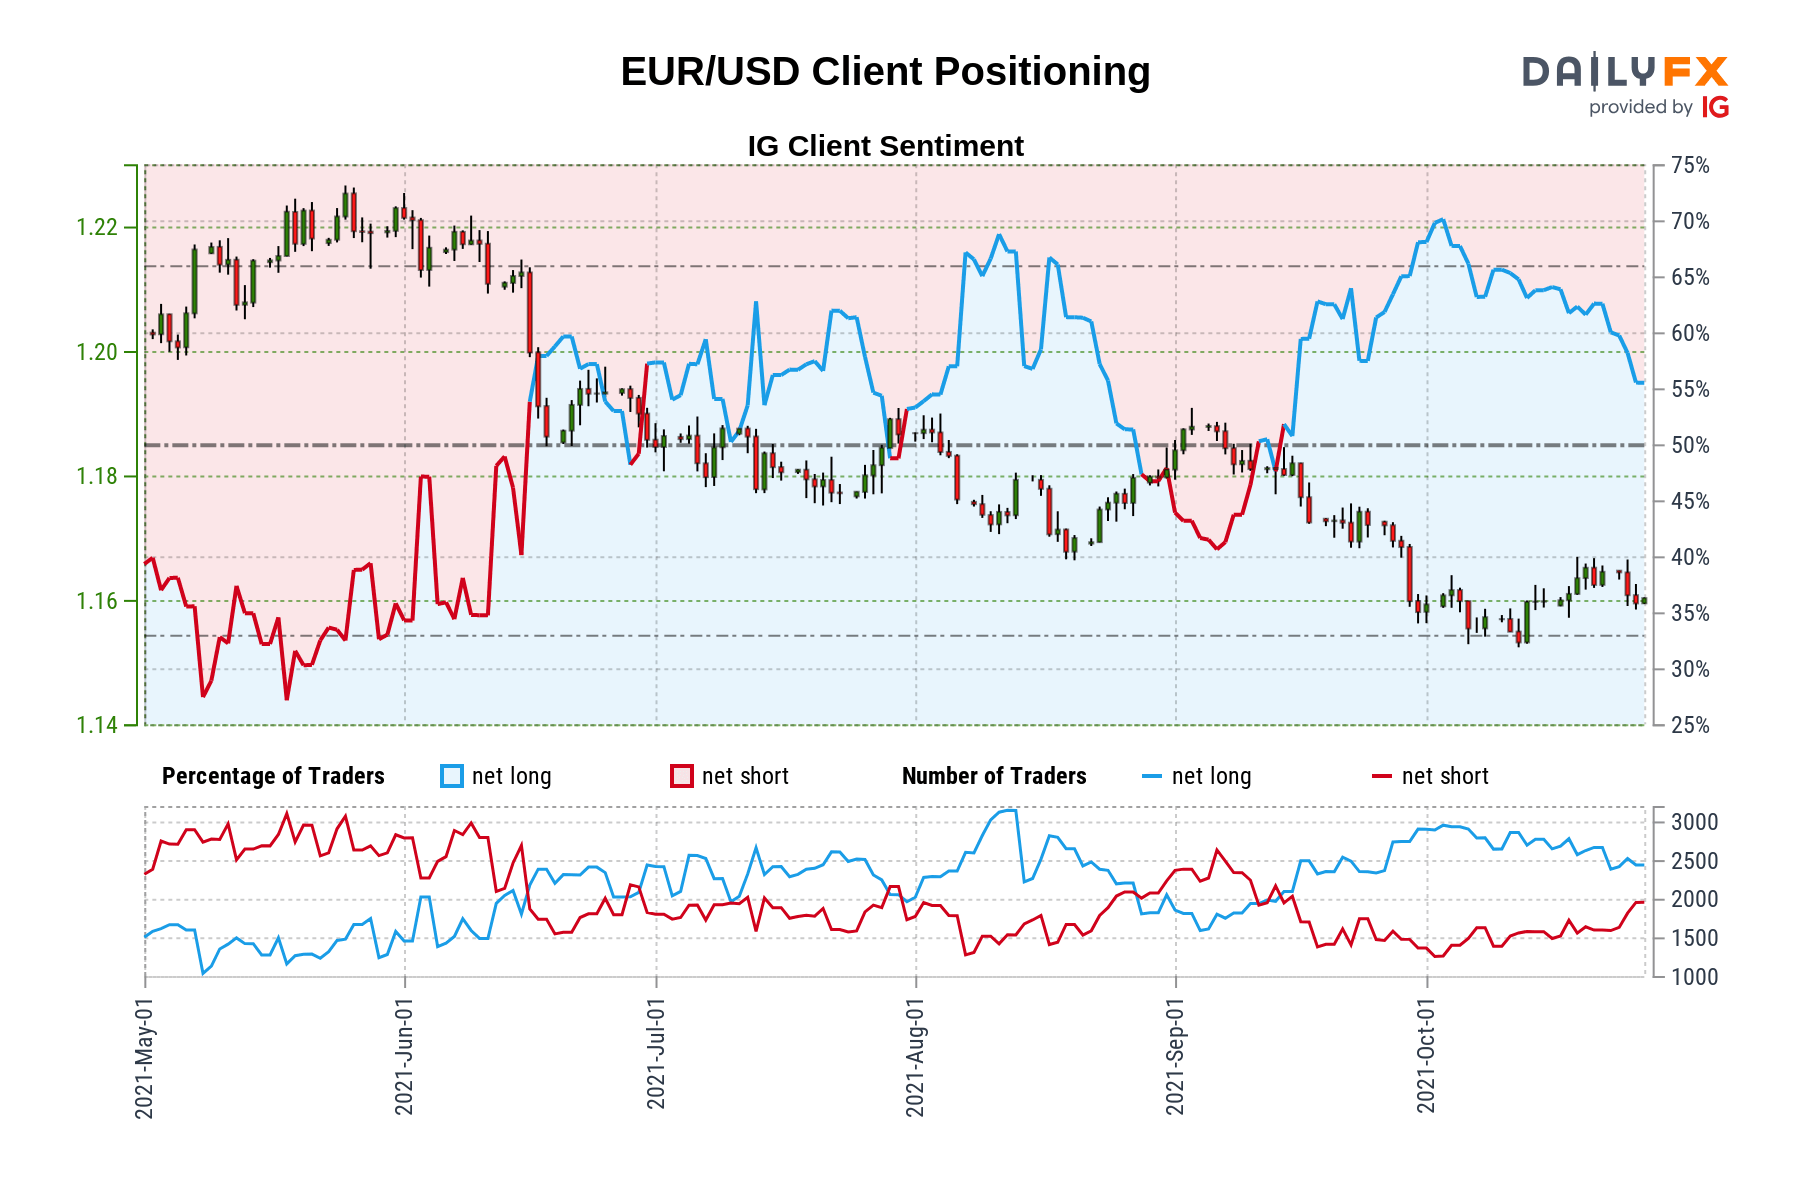 EUR/USD Client Positioning
DAILYFX
provided by IG
IG Client Sentiment
75%
1.22
70%
65%
60%
1.20
55%
50%
1.18
45%
40%
1.16
35%
30%
1.14
25%
Percentage of Traders net long net short Number of Traders net long net short
3000
2500
2000
1500
1000
2021-May-01
2021-Jun-01
2021-Jul-01
2021-Aug-01
2021-Sep-01
2021-Oct-01